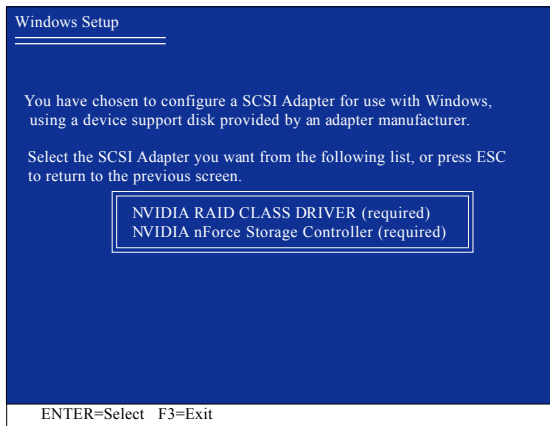 Windows Setup
You have chosen to configure a SCSI Adapter for use with Windows,
using a device support disk provided by an adapter manufacturer.
Select the SCSI Adapter you want from the following list, or press ESC
to return to the previous screen.
NVIDIA RAID CLASS DRIVER (required)
NVIDIA nForce Storage Controller (required)
ENTER=Select F3=Exit